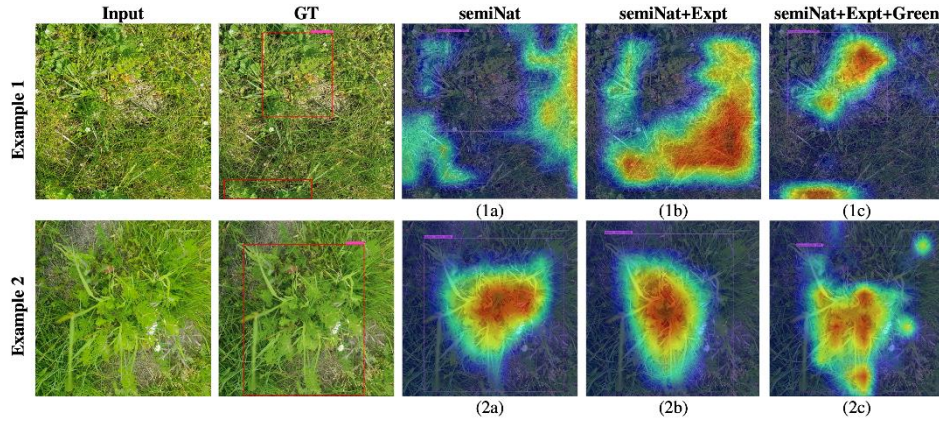 Input GT semiNat semiNat+Expt semiNat+Expt+Green
Example 1
(1a) (1b) (1c)
Example 2
(2a) (2b) (2c)